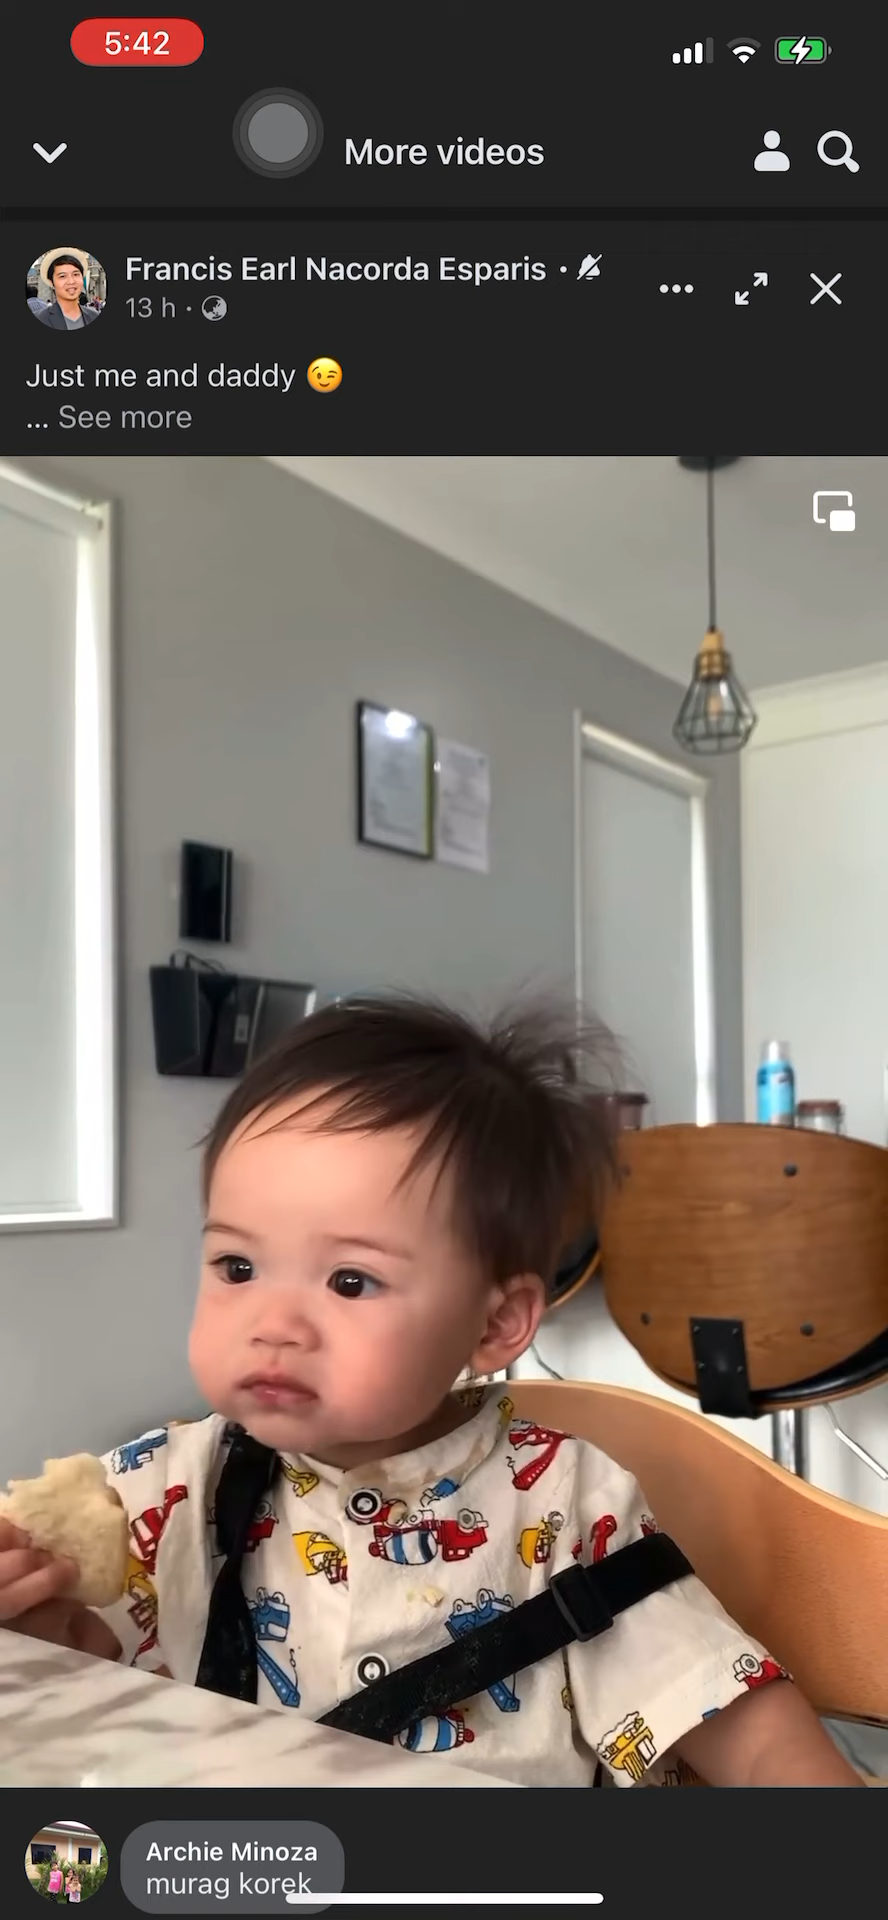 5:42
More videos
Francis Earl Nacorda Esparis ·
13 h ·
Just me and daddy 😉
... See more
Archie Minoza
murag korek